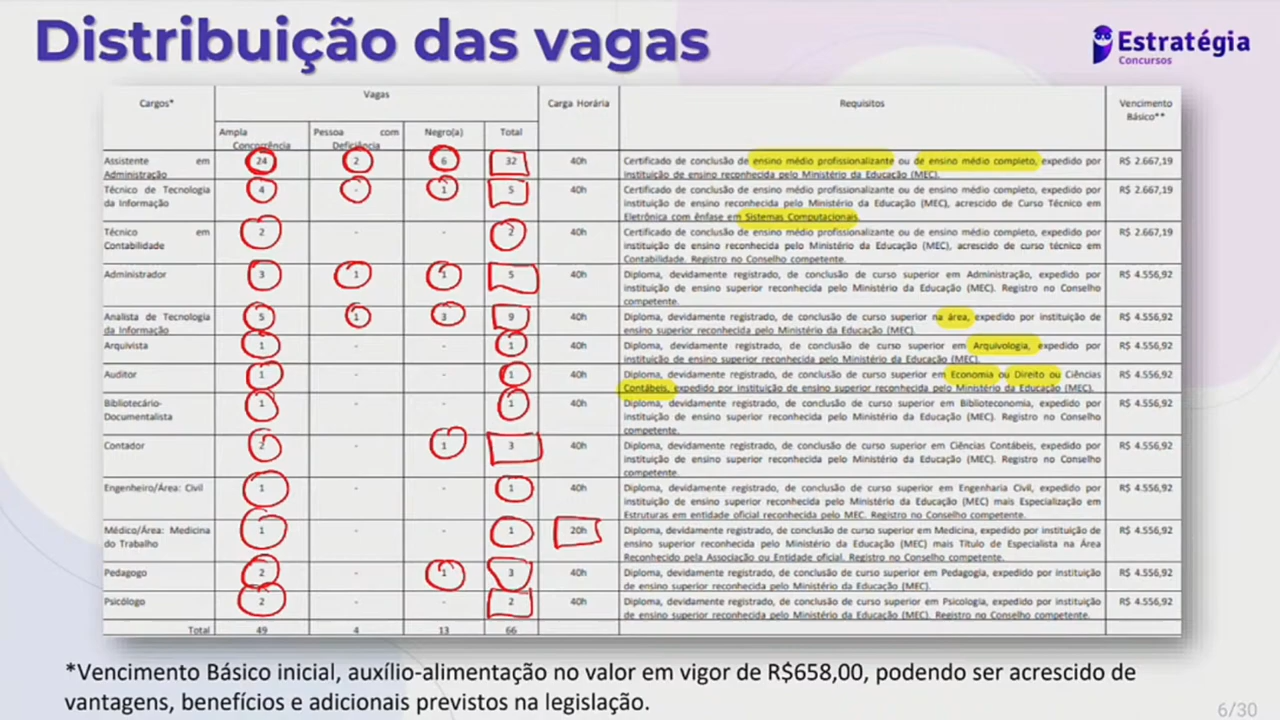 Distribuição das vagas
Estratégia
Concursos
Cargos*
Vagas
Carga Horária
Requisitos
Vencimento
Básico**
Ampla
Concorrência
Pessoa com
Deficiência
Negro(a)
Total
Assistente em
Administração
24
2
6
32
40h
Certificado de conclusão de ensino médio profissionalizante ou de ensino médio completo, expedido por
instituição de ensino reconhecida pelo Ministério da Educação (MEC).
R$ 2.667,19
Técnico de Tecnologia
da Informação
4
-
1
5
40h
Certificado de conclusão de ensino médio profissionalizante ou de ensino médio completo, expedido por
instituição de ensino reconhecida pelo Ministério da Educação (MEC), acrescido de Curso Técnico em
Eletrônica com ênfase em Sistemas Computacionais.
R$ 2.667,19
Técnico em
Contabilidade
2
-
-
2
40h
Certificado de conclusão de ensino médio profissionalizante ou de ensino médio completo, expedido por
instituição de ensino reconhecida pelo Ministério da Educação (MEC), acrescido de curso técnico em
Contabilidade. Registro no Conselho competente.
R$ 2.667,19
Administrador
3
1
1
5
40h
Diploma, devidamente registrado, de conclusão de curso superior em Administração, expedido por
instituição de ensino superior reconhecida pelo Ministério da Educação (MEC). Registro no Conselho
competente.
R$ 4.556,92
Analista de Tecnologia
da Informação
5
1
3
9
40h
Diploma, devidamente registrado, de conclusão de curso superior na área, expedido por instituição de
ensino superior reconhecida pelo Ministério da Educação (MEC).
R$ 4.556,92
Arquivista
1
-
-
1
40h
Diploma, devidamente registrado, de conclusão de curso superior em Arquivologia, expedido por
instituição de ensino superior reconhecida pelo Ministério da Educação (MEC).
R$ 4.556,92
Auditor
1
-
-
1
40h
Diploma, devidamente registrado, de conclusão de curso superior em Economia ou Direito ou Ciências
Contábeis, expedido por instituição de ensino superior reconhecida pelo Ministério da Educação (MEC).
R$ 4.556,92
Bibliotecário-
Documentalista
1
-
-
1
40h
Diploma, devidamente registrado, de conclusão de curso superior em Biblioteconomia, expedido por
instituição de ensino superior reconhecida pelo Ministério da Educação (MEC). Registro no Conselho
competente.
R$ 4.556,92
Contador
2
-
1
3
40h
Diploma, devidamente registrado, de conclusão de curso superior em Ciências Contábeis, expedido por
instituição de ensino superior reconhecida pelo Ministério da Educação (MEC). Registro no Conselho
competente.
R$ 4.556,92
Engenheiro/Área: Civil
1
-
-
1
40h
Diploma, devidamente registrado, de conclusão de curso superior em Engenharia Civil, expedido por
instituição de ensino superior reconhecida pelo Ministério da Educação (MEC) mais Especialização em
Estruturas em entidade oficial reconhecida pelo MEC. Registro no Conselho competente.
R$ 4.556,92
Médico/Área: Medicina
do Trabalho
1
-
-
1
20h
Diploma, devidamente registrado, de conclusão de curso superior em Medicina, expedido por instituição de
ensino superior reconhecida pelo Ministério da Educação (MEC) mais Título de Especialista na Área
Reconhecido pela Associação ou Entidade oficial. Registro no Conselho competente.
R$ 4.556,92
Pedagogo
2
-
1
3
40h
Diploma, devidamente registrado, de conclusão de curso superior em Pedagogia, expedido por instituição
de ensino superior reconhecida pelo Ministério da Educação (MEC).
R$ 4.556,92
Psicólogo
2
-
-
2
40h
Diploma, devidamente registrado, de conclusão de curso superior em Psicologia, expedido por instituição
de ensino superior reconhecida pelo Ministério da Educação (MEC).
R$ 4.556,92
Total
49
4
13
66
*Vencimento Básico inicial, auxílio-alimentação no valor em vigor de R$658,00, podendo ser acrescido de
vantagens, benefícios e adicionais previstos na legislação.
6/30